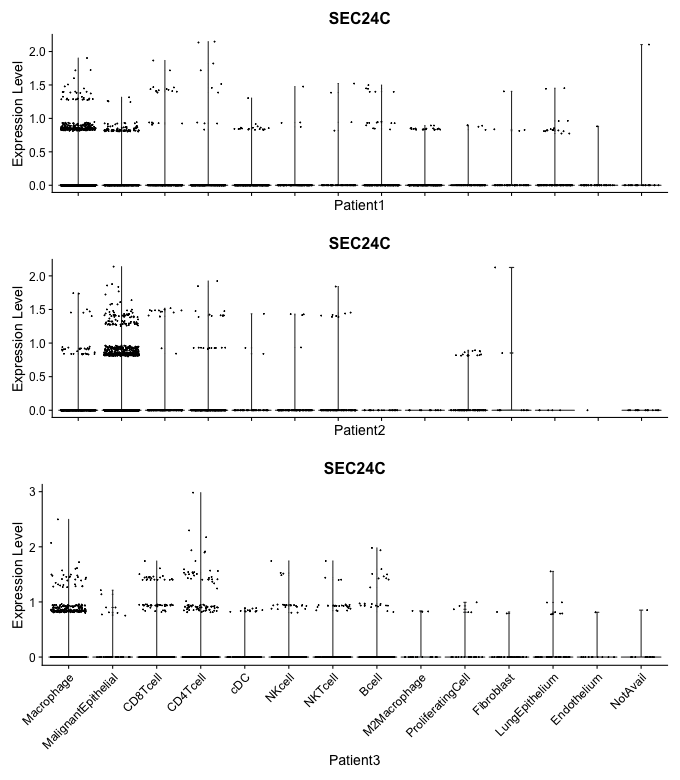 SEC24C
Expression Level
2.0
1.5
1.0
0.5
0.0
Patient1
SEC24C
Expression Level
2.0
1.5
1.0
0.5
0.0
Patient2
SEC24C
Expression Level
3
2
1
0
Macrophage
MalignantEpithelial
CD8Tcell
CD4Tcell
cDC
NKcell
NKTcell
Bcell
M2Macrophage
ProliferatingCell
Fibroblast
LungEpithelium
Endothelium
NotAvail
Patient3